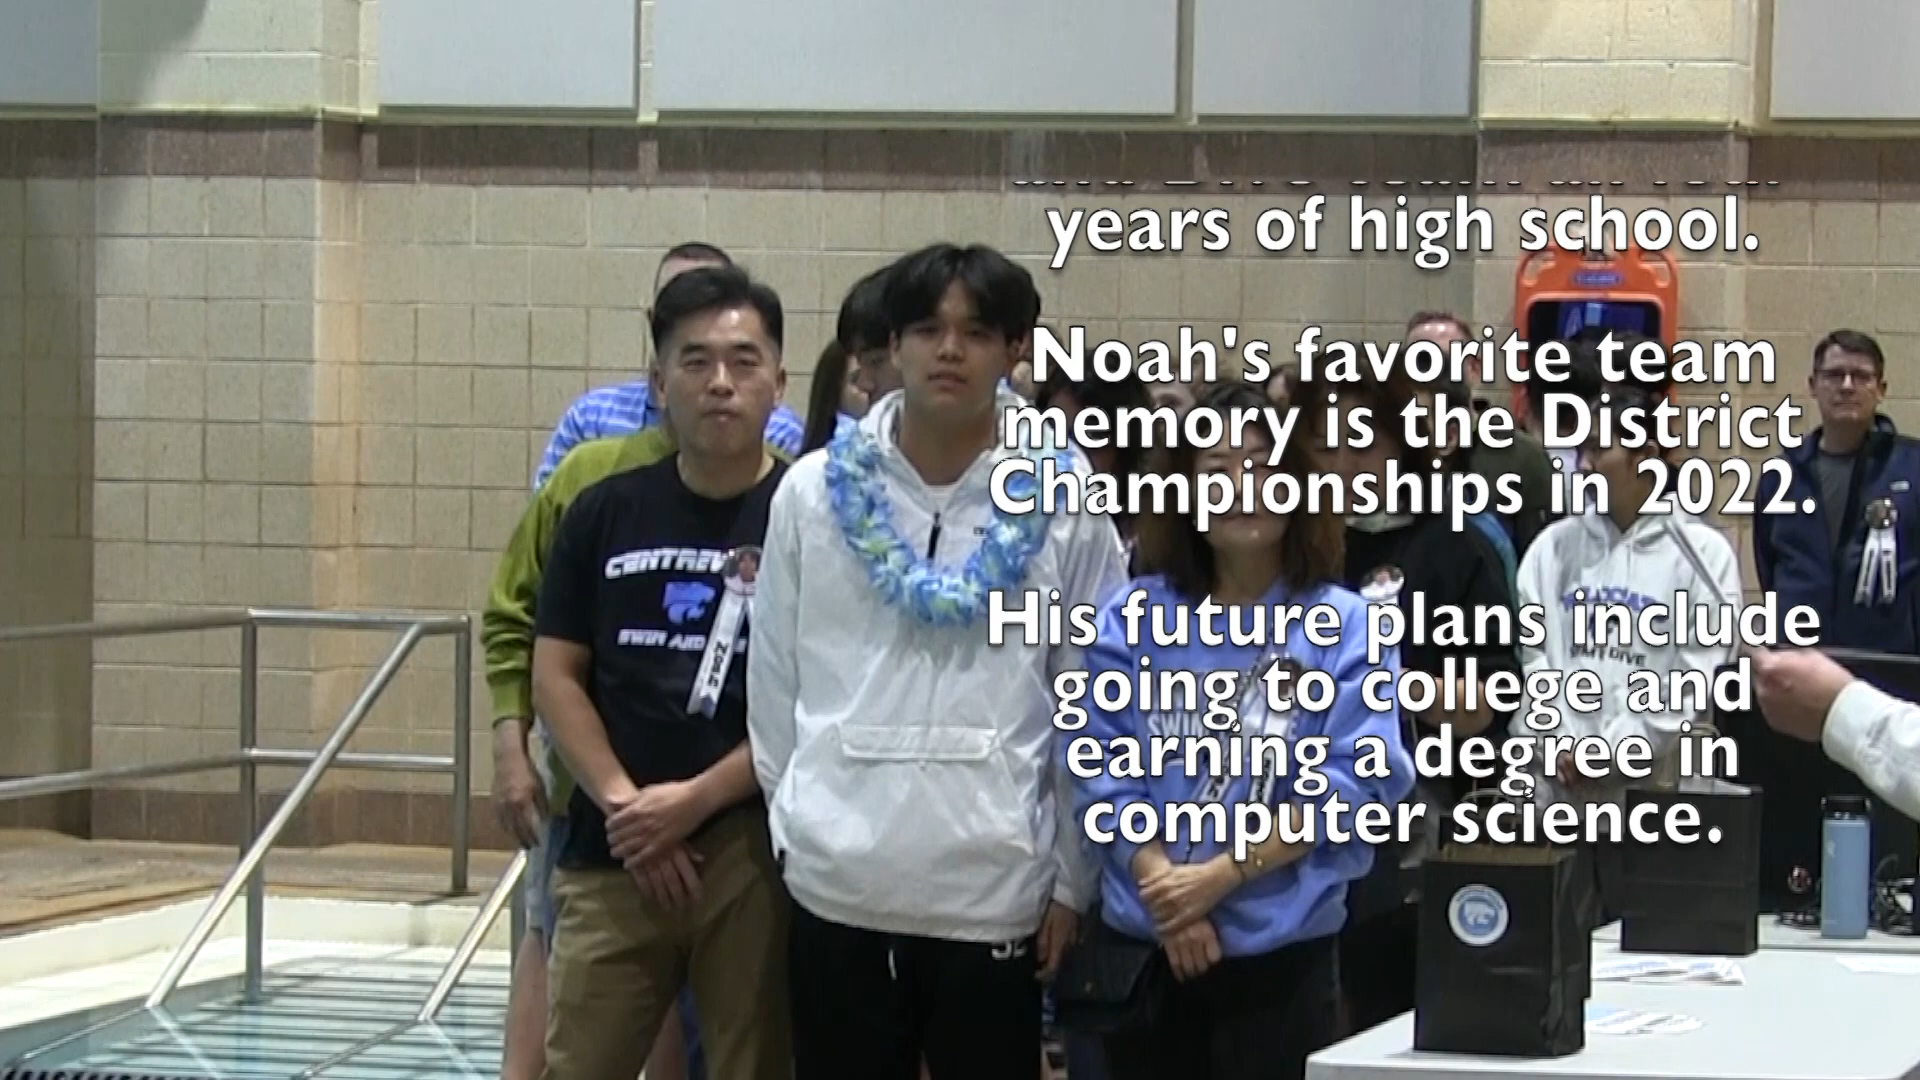 years of high school.
Noah's favorite team
memory is the District
Championships in 2022.
His future plans include
going to college and
earning a degree in
computer science.